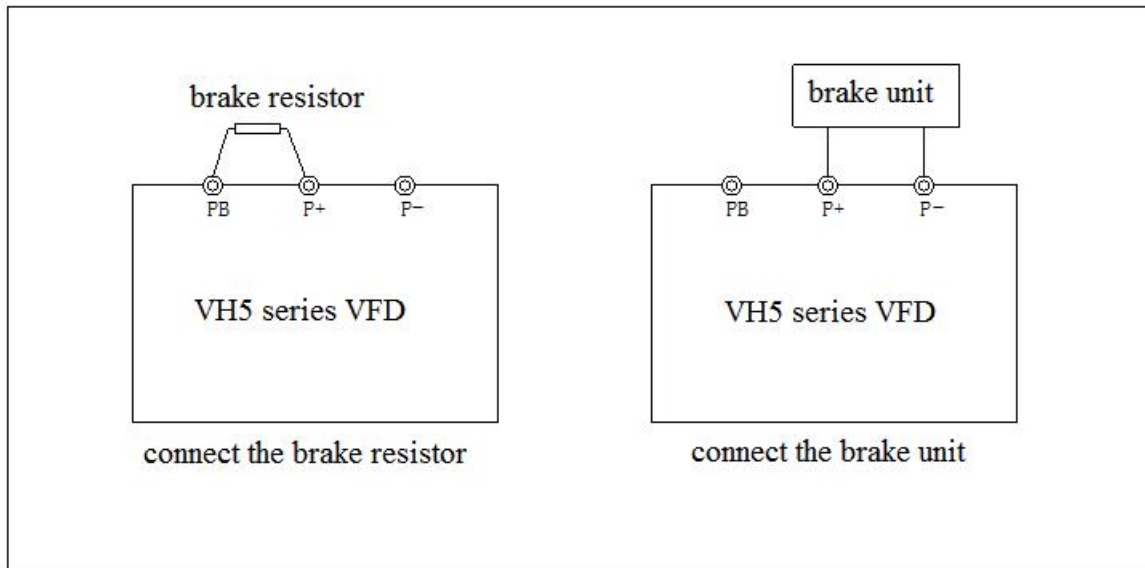 brake resistor
PB P+ P−
VH5 series VFD
connect the brake resistor
brake unit
PB P+ P−
VH5 series VFD
connect the brake unit